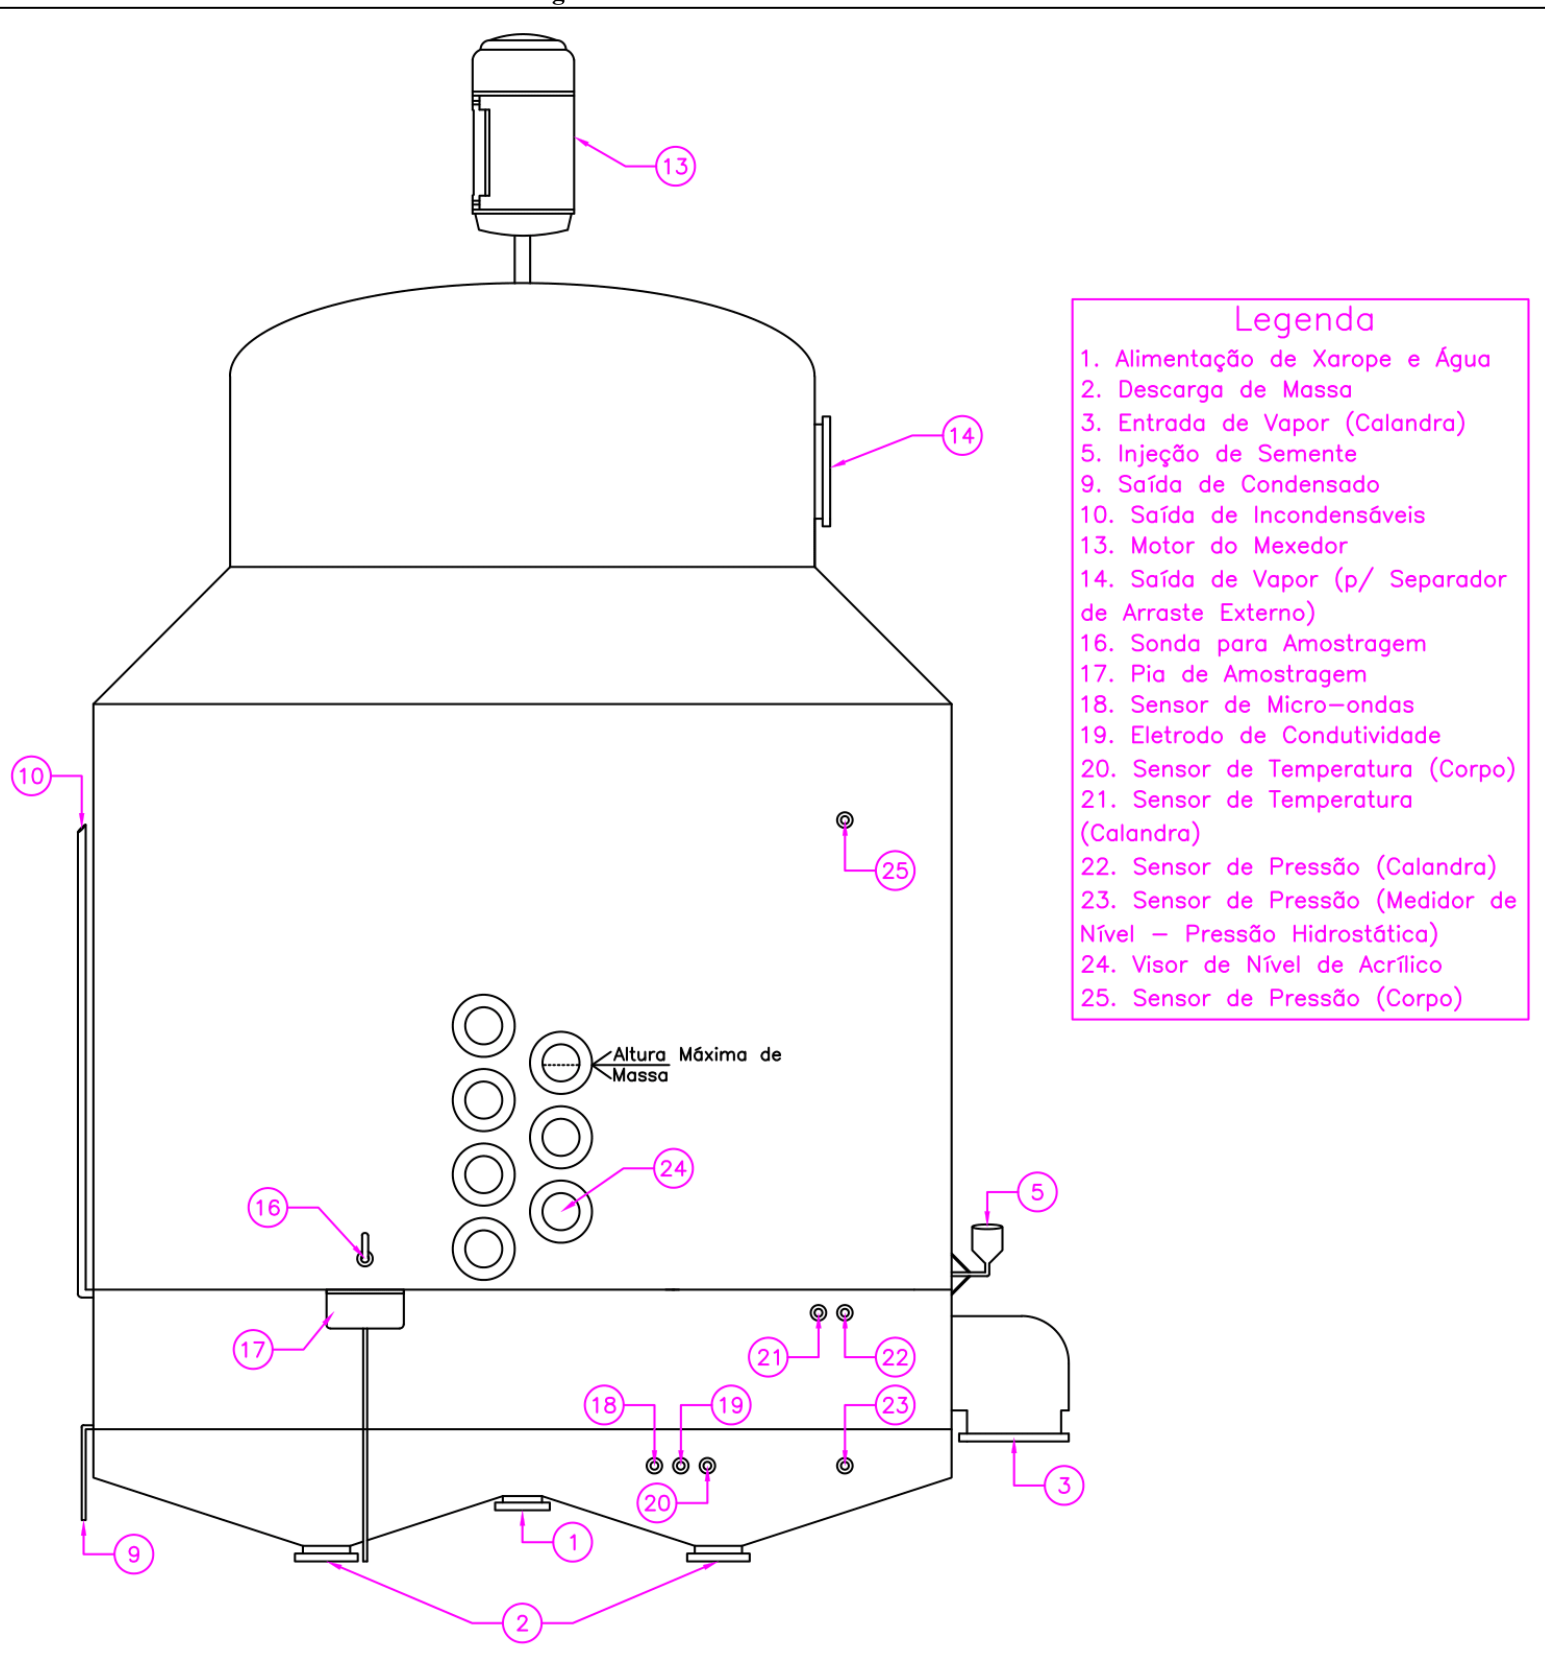 13
14
Legenda
1. Alimentação de Xarope e Água
2. Descarga de Massa
3. Entrada de Vapor (Calandra)
5. Injeção de Semente
9. Saída de Condensado
10. Saída de Incondensáveis
13. Motor do Mexedor
14. Saída de Vapor (p/ Separador
de Arraste Externo)
16. Sonda para Amostragem
17. Pia de Amostragem
18. Sensor de Micro-ondas
19. Eletrodo de Condutividade
20. Sensor de Temperatura (Corpo)
21. Sensor de Temperatura
(Calandra)
22. Sensor de Pressão (Calandra)
23. Sensor de Pressão (Medidor de
Nível – Pressão Hidrostática)
24. Visor de Nível de Acrílico
25. Sensor de Pressão (Corpo)
10
25
Altura Máxima de
Massa
24
5
16
17
21
22
18
19
23
20
3
1
9
2